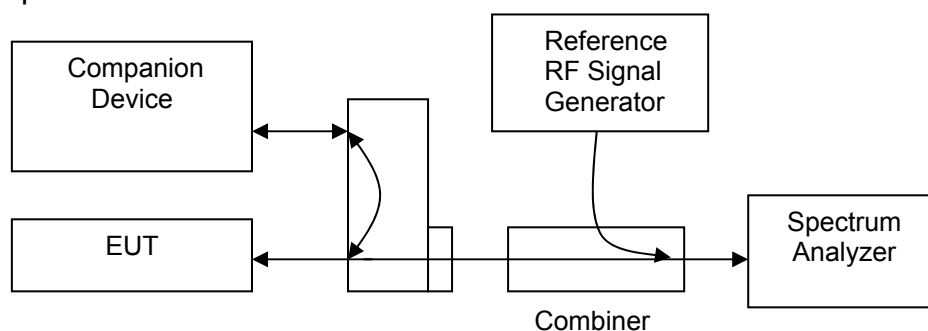 Companion
Device
Reference
RF Signal
Generator
EUT
Spectrum
Analyzer
Combiner